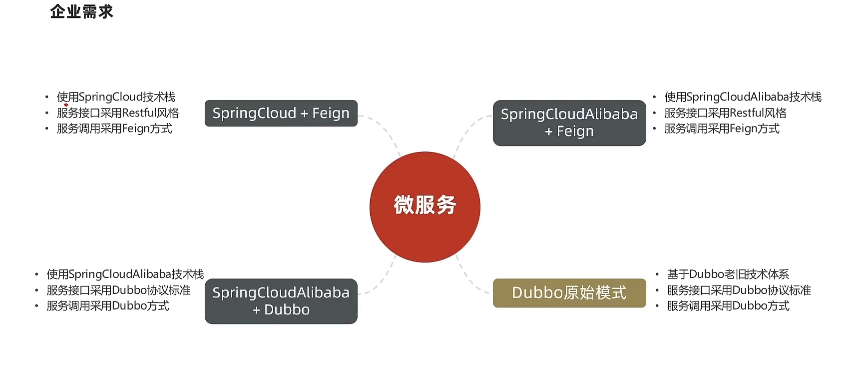 企业需求
• 使用SpringCloud技术栈
• 服务接口采用Restful风格
• 服务调用采用Feign方式
SpringCloud + Feign
SpringCloudAlibaba
+ Feign
• 使用SpringCloudAlibaba技术栈
• 服务接口采用Restful风格
• 服务调用采用Feign方式
微服务
• 使用SpringCloudAlibaba技术栈
• 服务接口采用Dubbo协议标准
• 服务调用采用Dubbo方式
SpringCloudAlibaba
+ Dubbo
Dubbo原始模式
• 基于Dubbo老旧技术体系
• 服务接口采用Dubbo协议标准
• 服务调用采用Dubbo方式